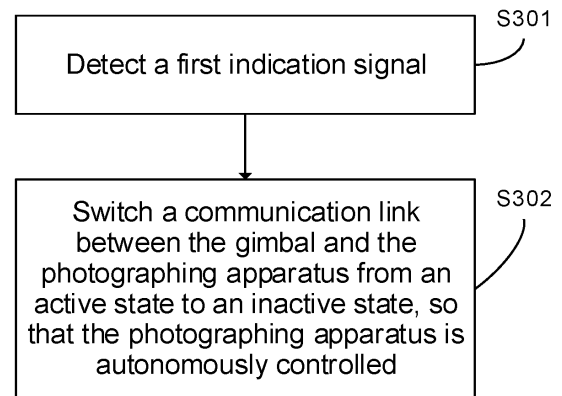 S301
Detect a first indication signal
S302
Switch a communication link
between the gimbal and the
photographing apparatus from an
active state to an inactive state, so
that the photographing apparatus is
autonomously controlled